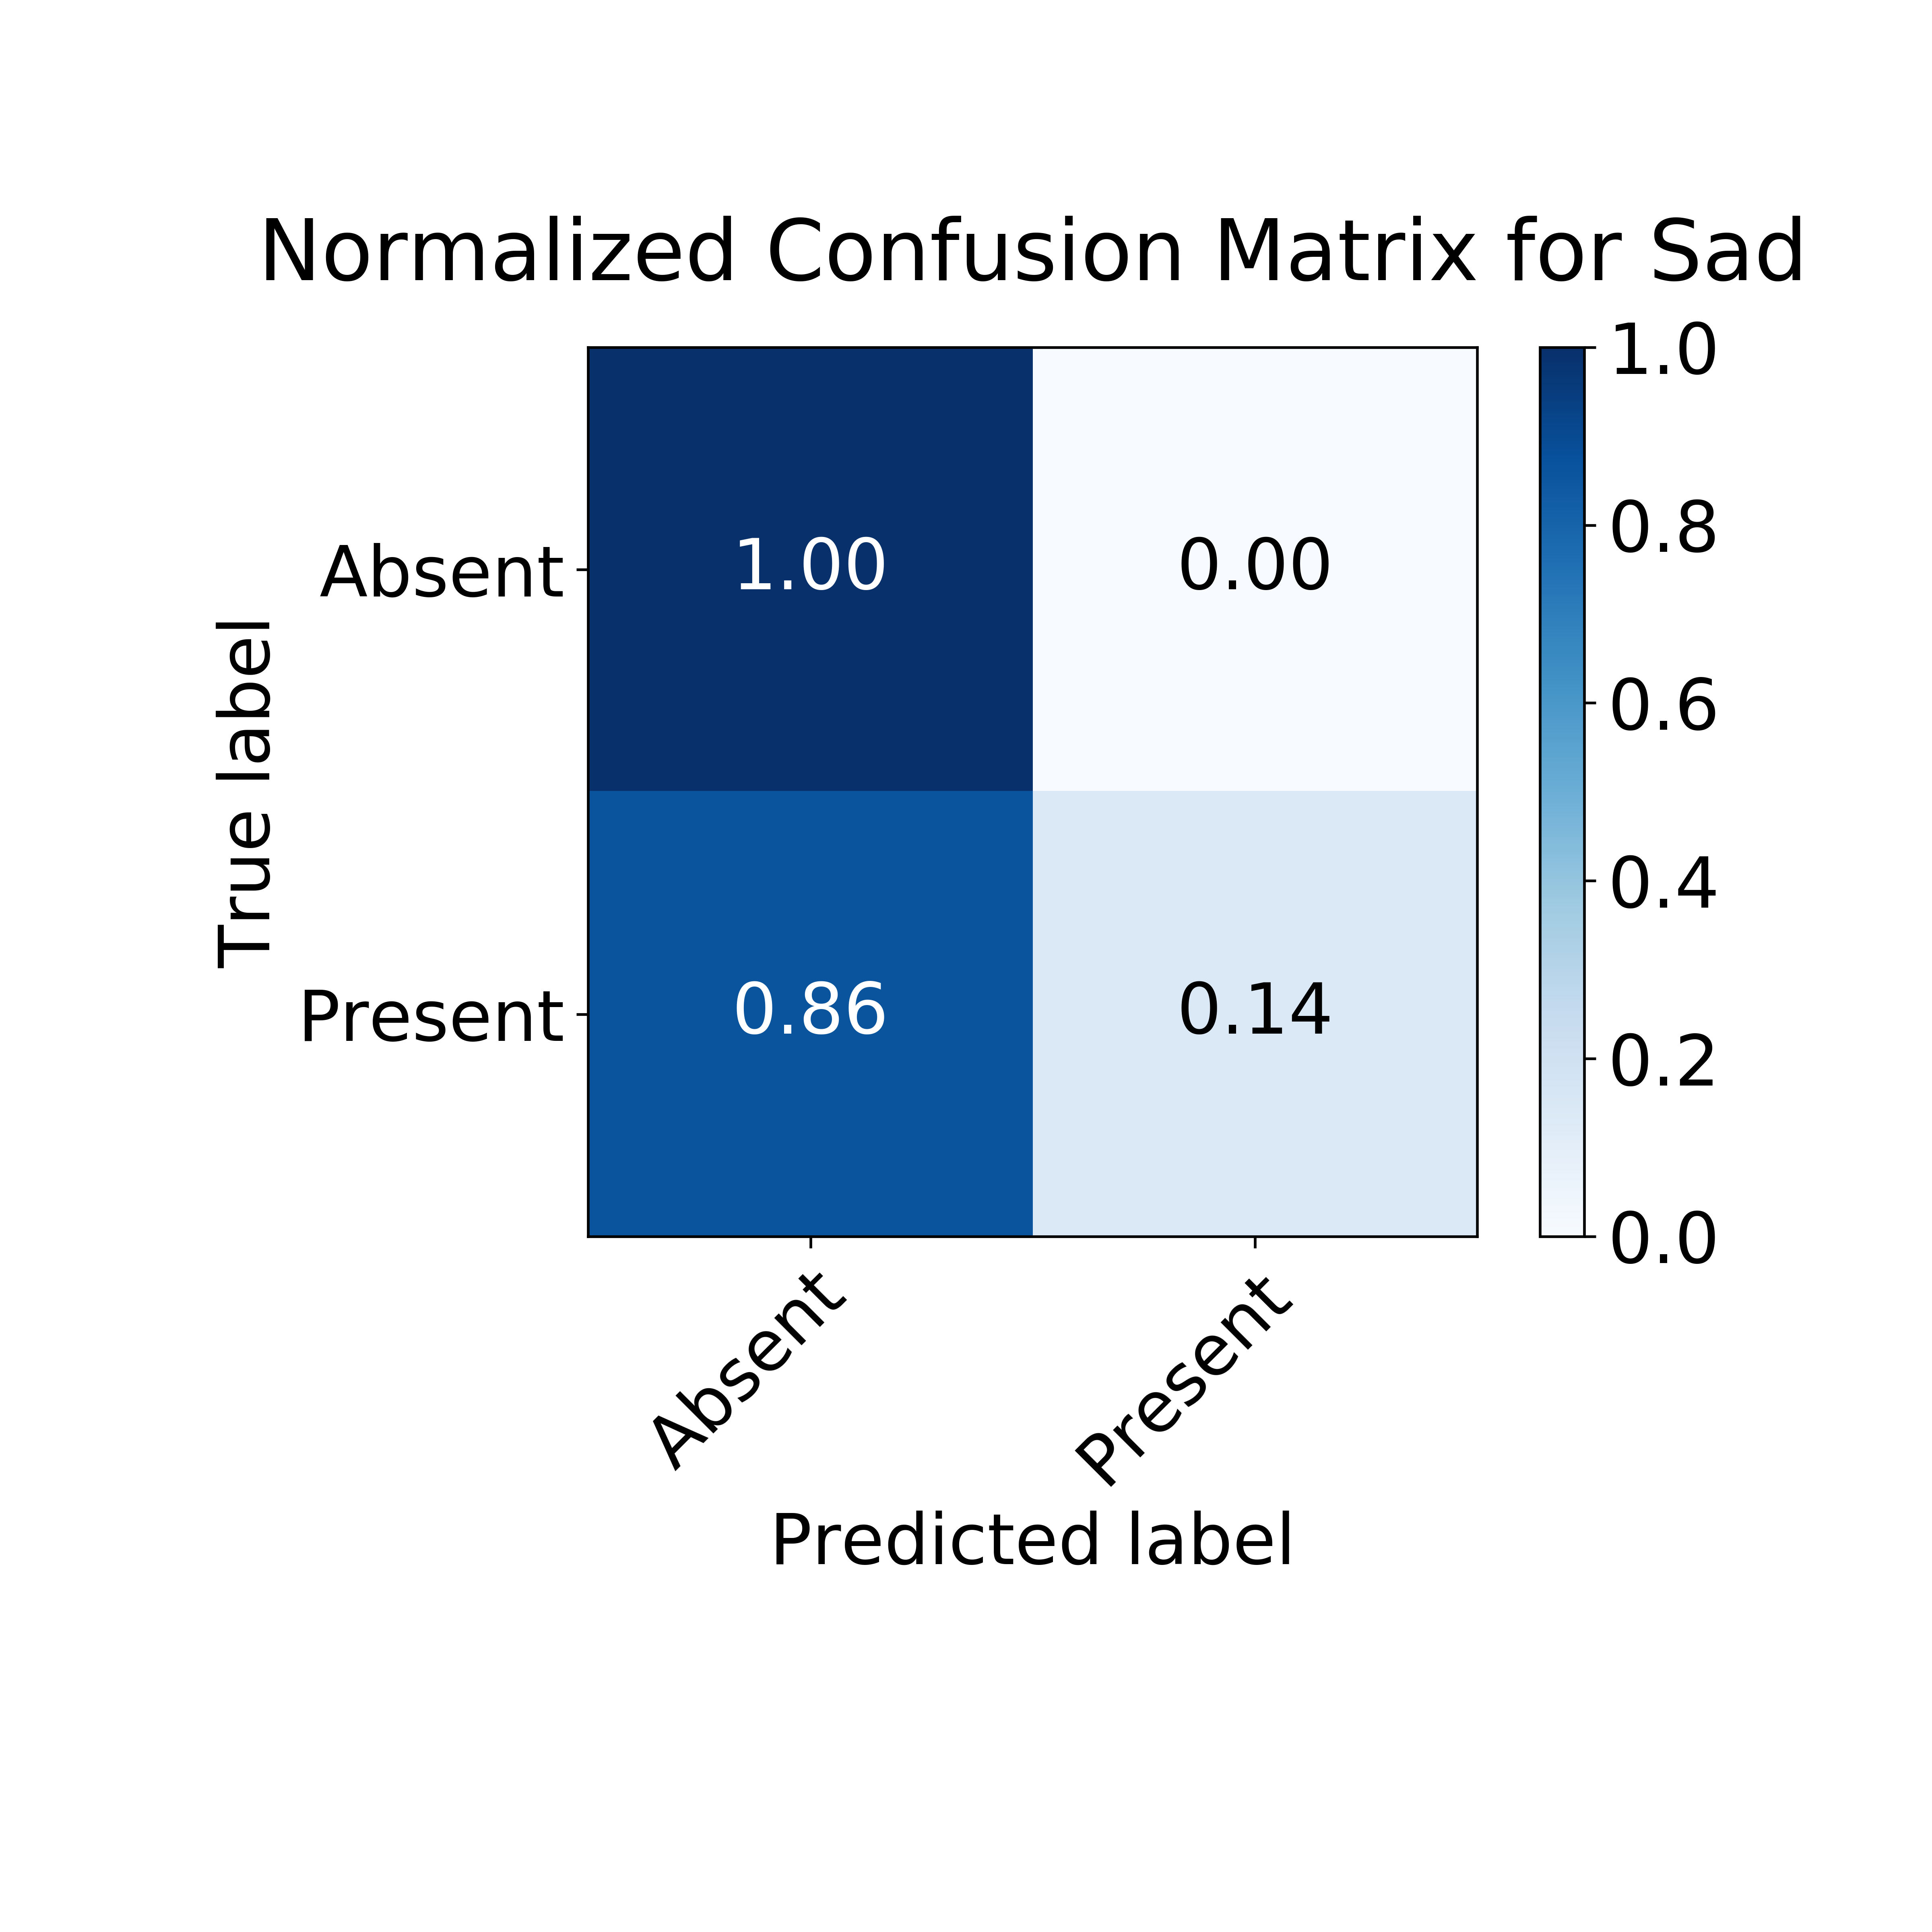 Normalized Confusion Matrix for Sad
True label
Absent
1.00
0.00
Present
0.86
0.14
Absent
Present
Predicted label
1.0
0.8
0.6
0.4
0.2
0.0